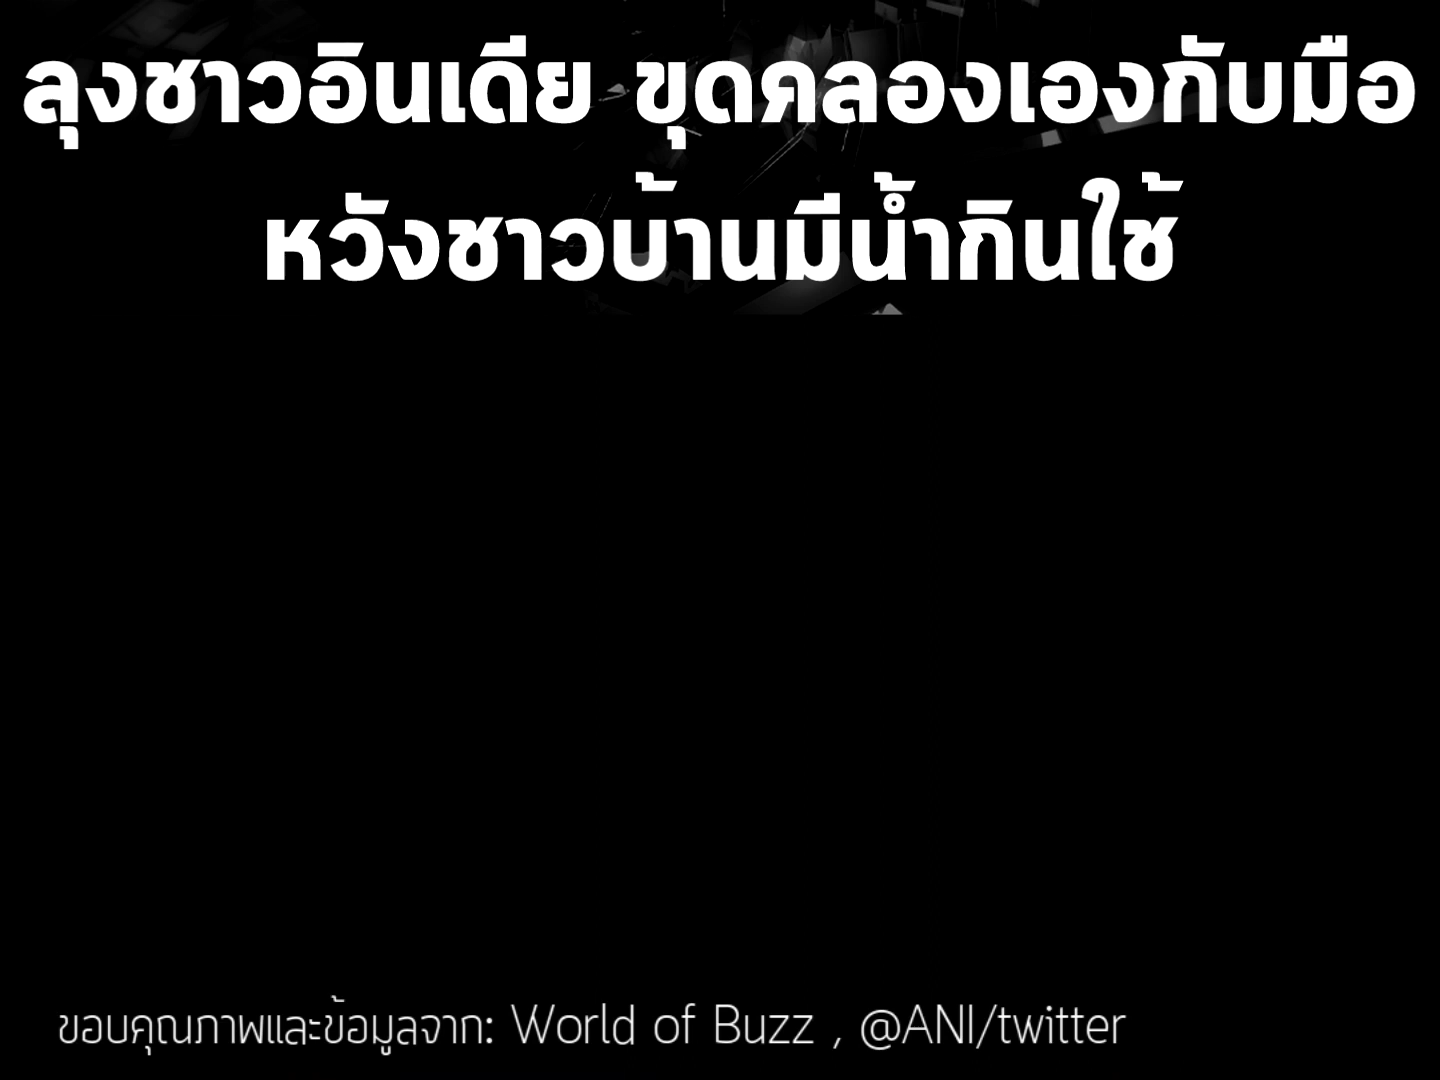 ลุงชาวอินเดีย ขุดคลองเองกับมือ
หวังชาวบ้านมีน้ำกินใช้
ขอบคุณภาพและข้อมูลจาก: World of Buzz , @ANI/twitter